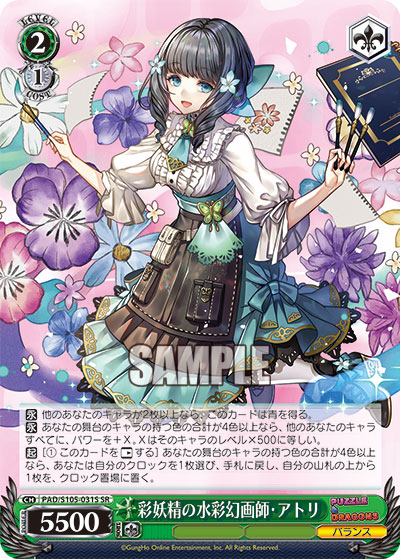 LEVEL
2
1
COST
SAMPLE
永 他のあなたのキャラが2枚以上なら、このカードは青を得る。
永 あなたの舞台のキャラの持つ色の合計が4色以上なら、他のあなたのキャラ
すべてに、パワーを+X。Xはそのキャラのレベル×500に等しい。
起 [① このカードを する] あなたの舞台のキャラの持つ色の合計が4色以上
なら、あなたは自分のクロックを1枚選び、手札に戻し、自分の山札の上から
1枚を、クロック置場に置く。
CH PAD/S105-031S SR
POWER
5500
彩妖精の水彩幻画師・アトリ
PUZZLE & DRAGONS
バランス
©GungHo Online Entertainment, Inc. All Rights Reserved.